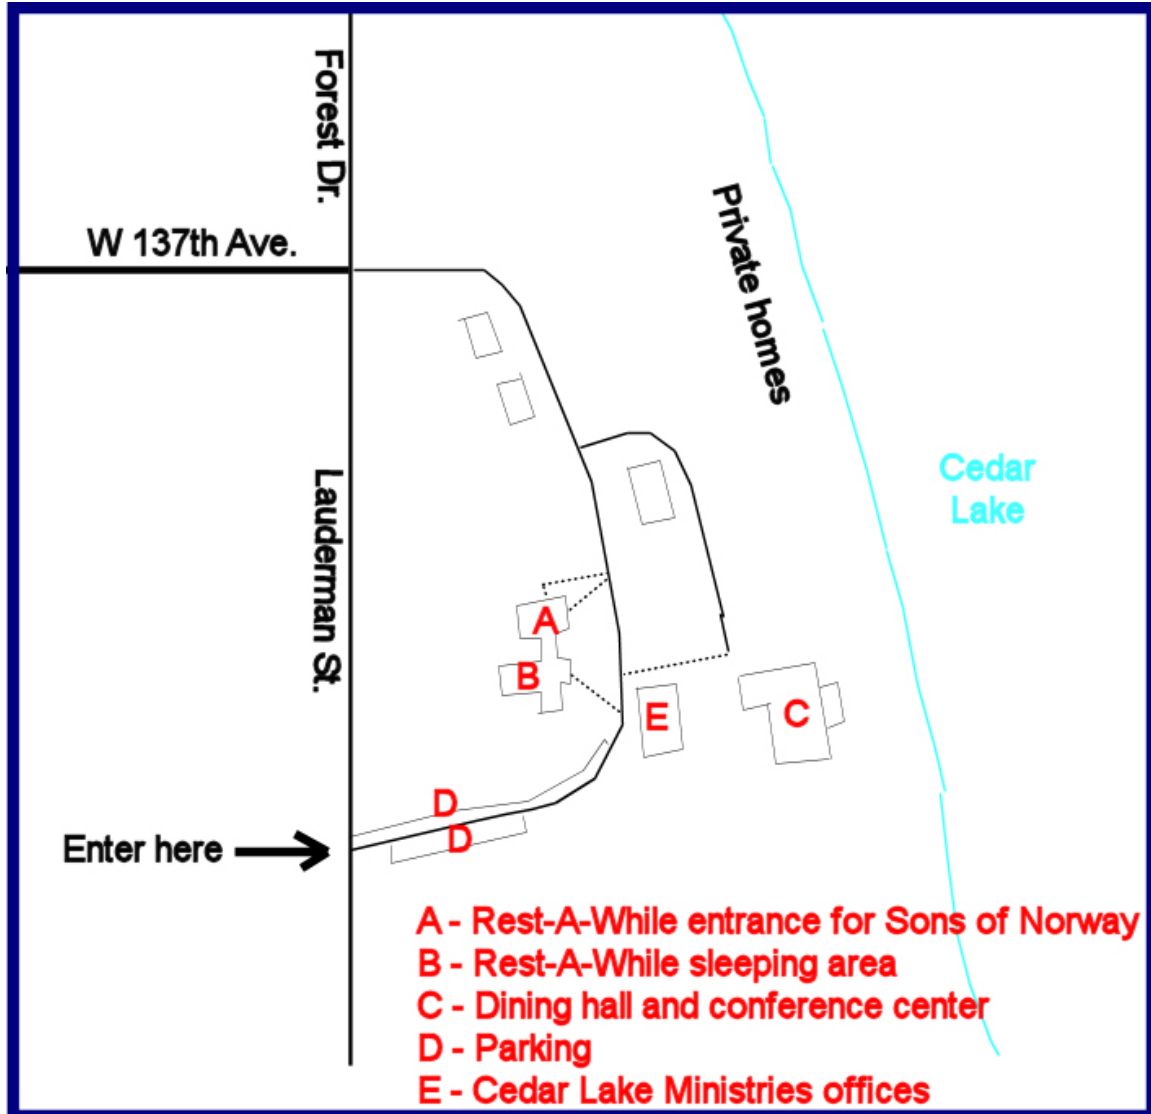 Forest Dr.
W 137th Ave.
Private homes
Cedar
Lake
Lauderman St.
A
B
E
C
D
D
Enter here
A - Rest-A-While entrance for Sons of Norway
B - Rest-A-While sleeping area
C - Dining hall and conference center
D - Parking
E - Cedar Lake Ministries offices